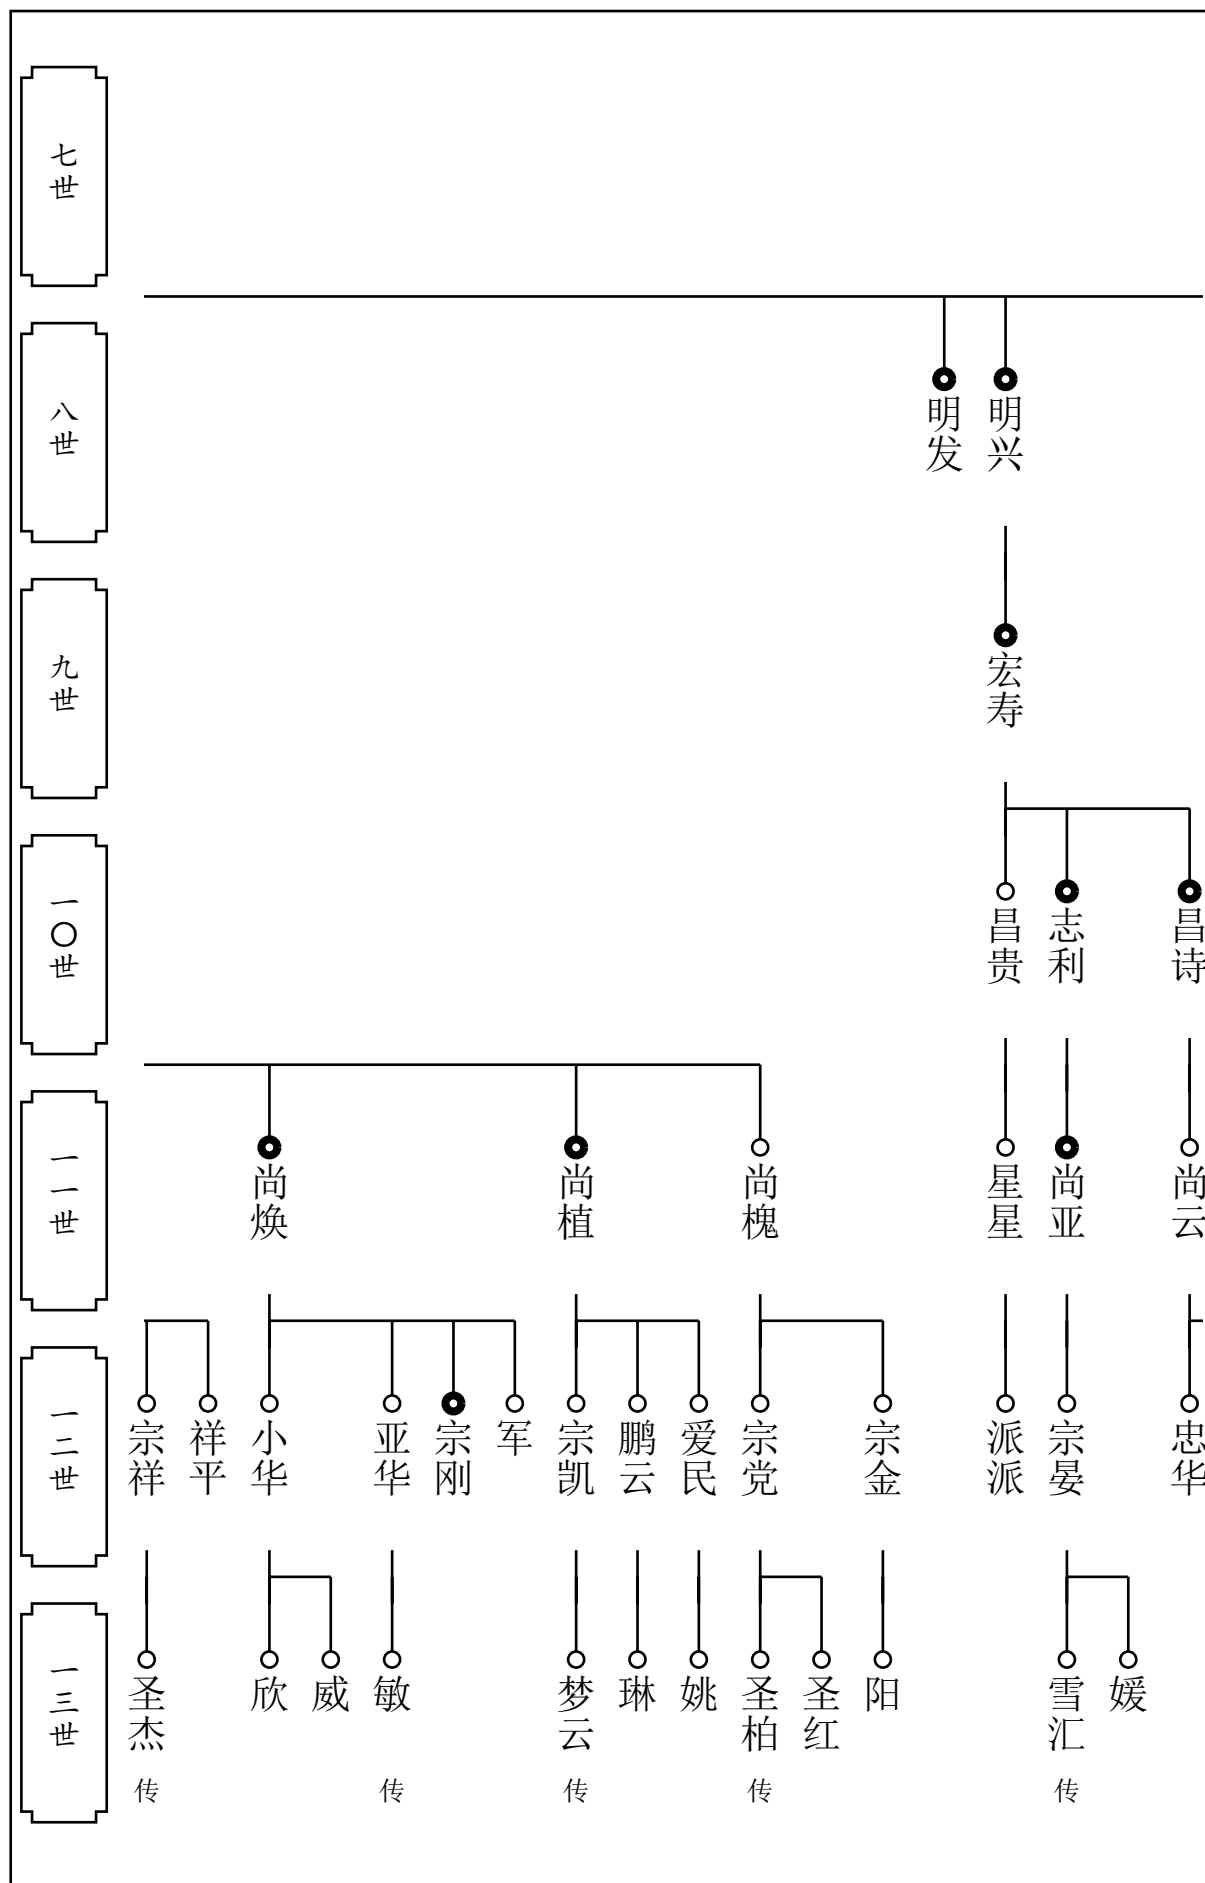 七世
八世
明发
明兴
九世
宏寿
一〇世
昌贵
志利
昌诗
一一世
尚焕
尚植
尚槐
星星
尚亚
尚云
一二世
宗祥
祥平
小华
亚华
宗刚
军
宗凯
鹏云
爱民
宗党
宗金
派派
宗晏
忠华
一三世
圣杰
欣
威
敏
梦云
琳
姚
圣柏
圣红
阳
雪汇
媛
传
传
传
传
传